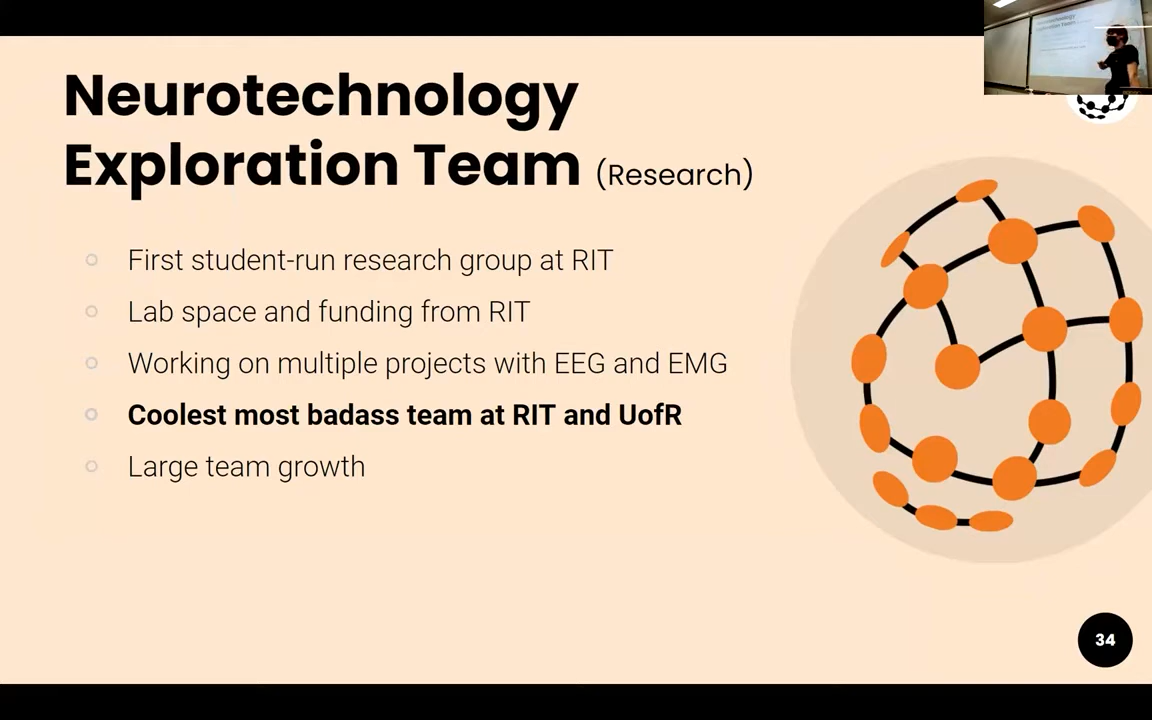 Neurotechnology
Exploration Team (Research)
First student-run research group at RIT
Lab space and funding from RIT
Working on multiple projects with EEG and EMG
Coolest most badass team at RIT and UofR
Large team growth
34